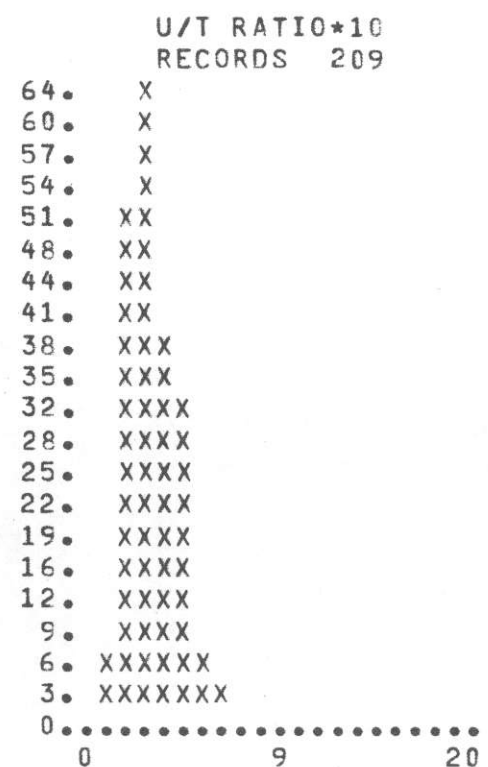 U/T RATIO*10
RECORDS 209
64. X
60. X
57. X
54. X
51. XX
48. XX
44. XX
41. XX
38. XXX
35. XXX
32. XXXX
28. XXXX
25. XXXX
22. XXXX
19. XXXX
16. XXXX
12. XXXX
9. XXXX
6. XXXXXX
3. XXXXXXX
0......................
0 9 20